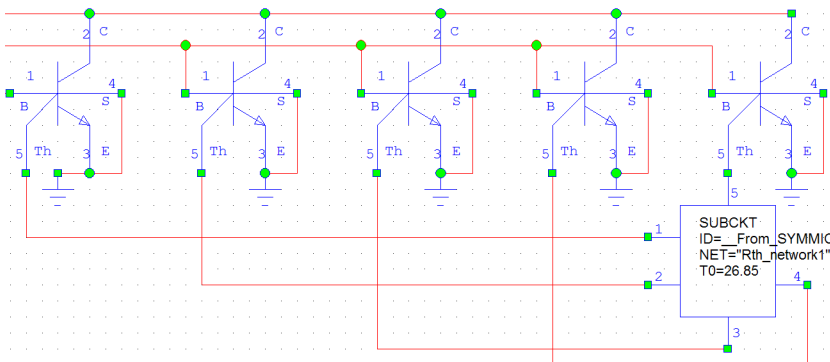 2 C 2 C 2 C 2 C 2 C
1 4 1 4 1 4 1 4 1 4
B S B S B S B S B S
5 Th 3 E 5 Th 3 E 5 Th 3 E 5 Th 3 E 5 Th 3 E
5
SUBCKT
1 ID=__From_SYMMIC
NET="Rth_network1"
2 T0=26.85 4
3